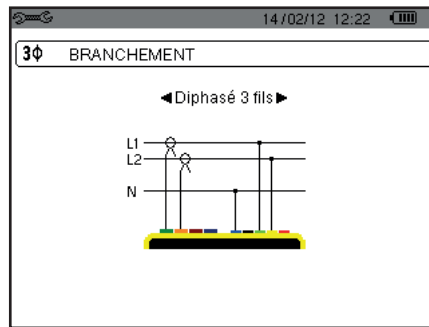 14/02/12 12:22
3Φ BRANCHEMENT
◄Diphasé 3 fils►
L1
L2
N